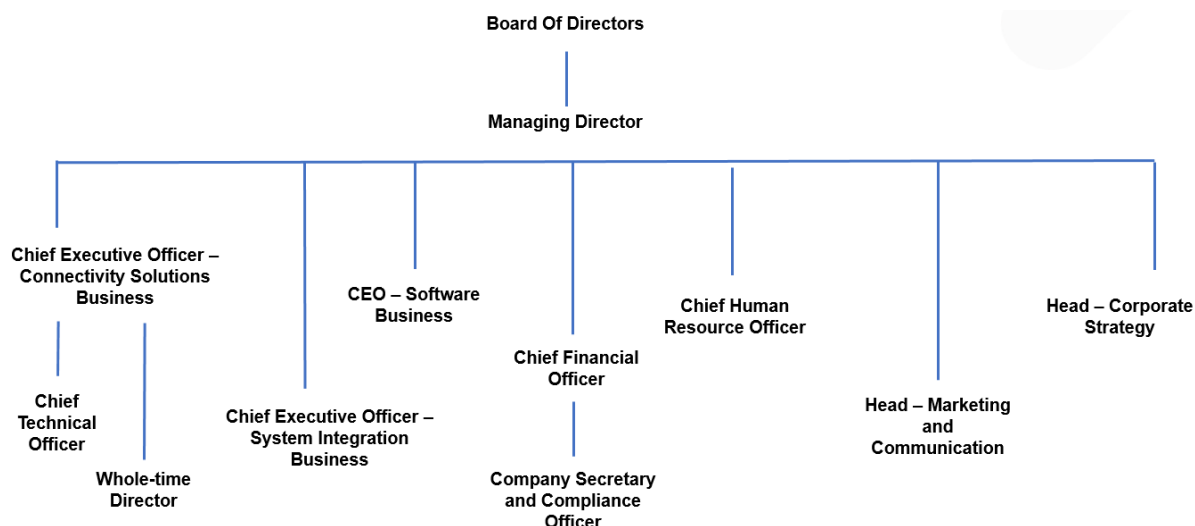 Board Of Directors
Managing Director
Chief Executive Officer –
Connectivity Solutions
Business
CEO – Software
Business
Chief Human
Resource Officer
Head – Corporate
Strategy
Chief Financial
Officer
Chief
Technical
Officer
Chief Executive Officer –
System Integration
Business
Head – Marketing
and
Communication
Whole-time
Director
Company Secretary
and Compliance
Officer